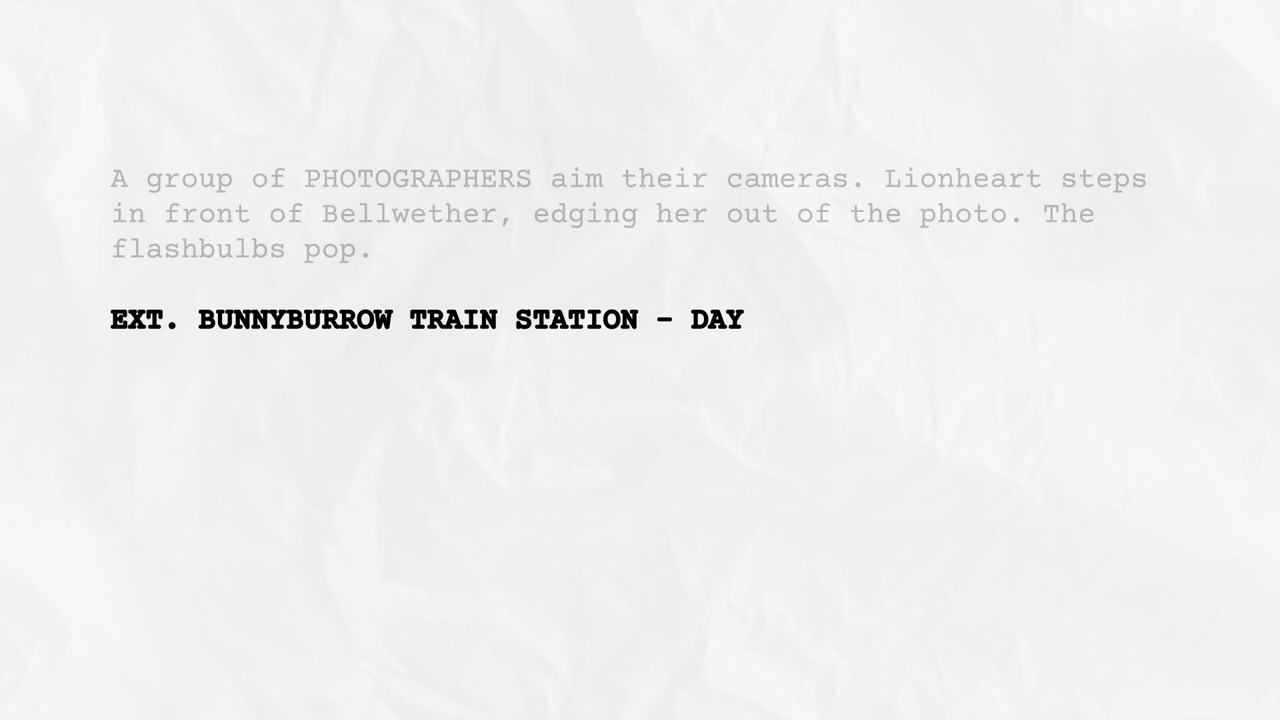 A group of PHOTOGRAPHERS aim their cameras. Lionheart steps
in front of Bellwether, edging her out of the photo. The
flashbulbs pop.
EXT. BUNNYBURROW TRAIN STATION – DAY